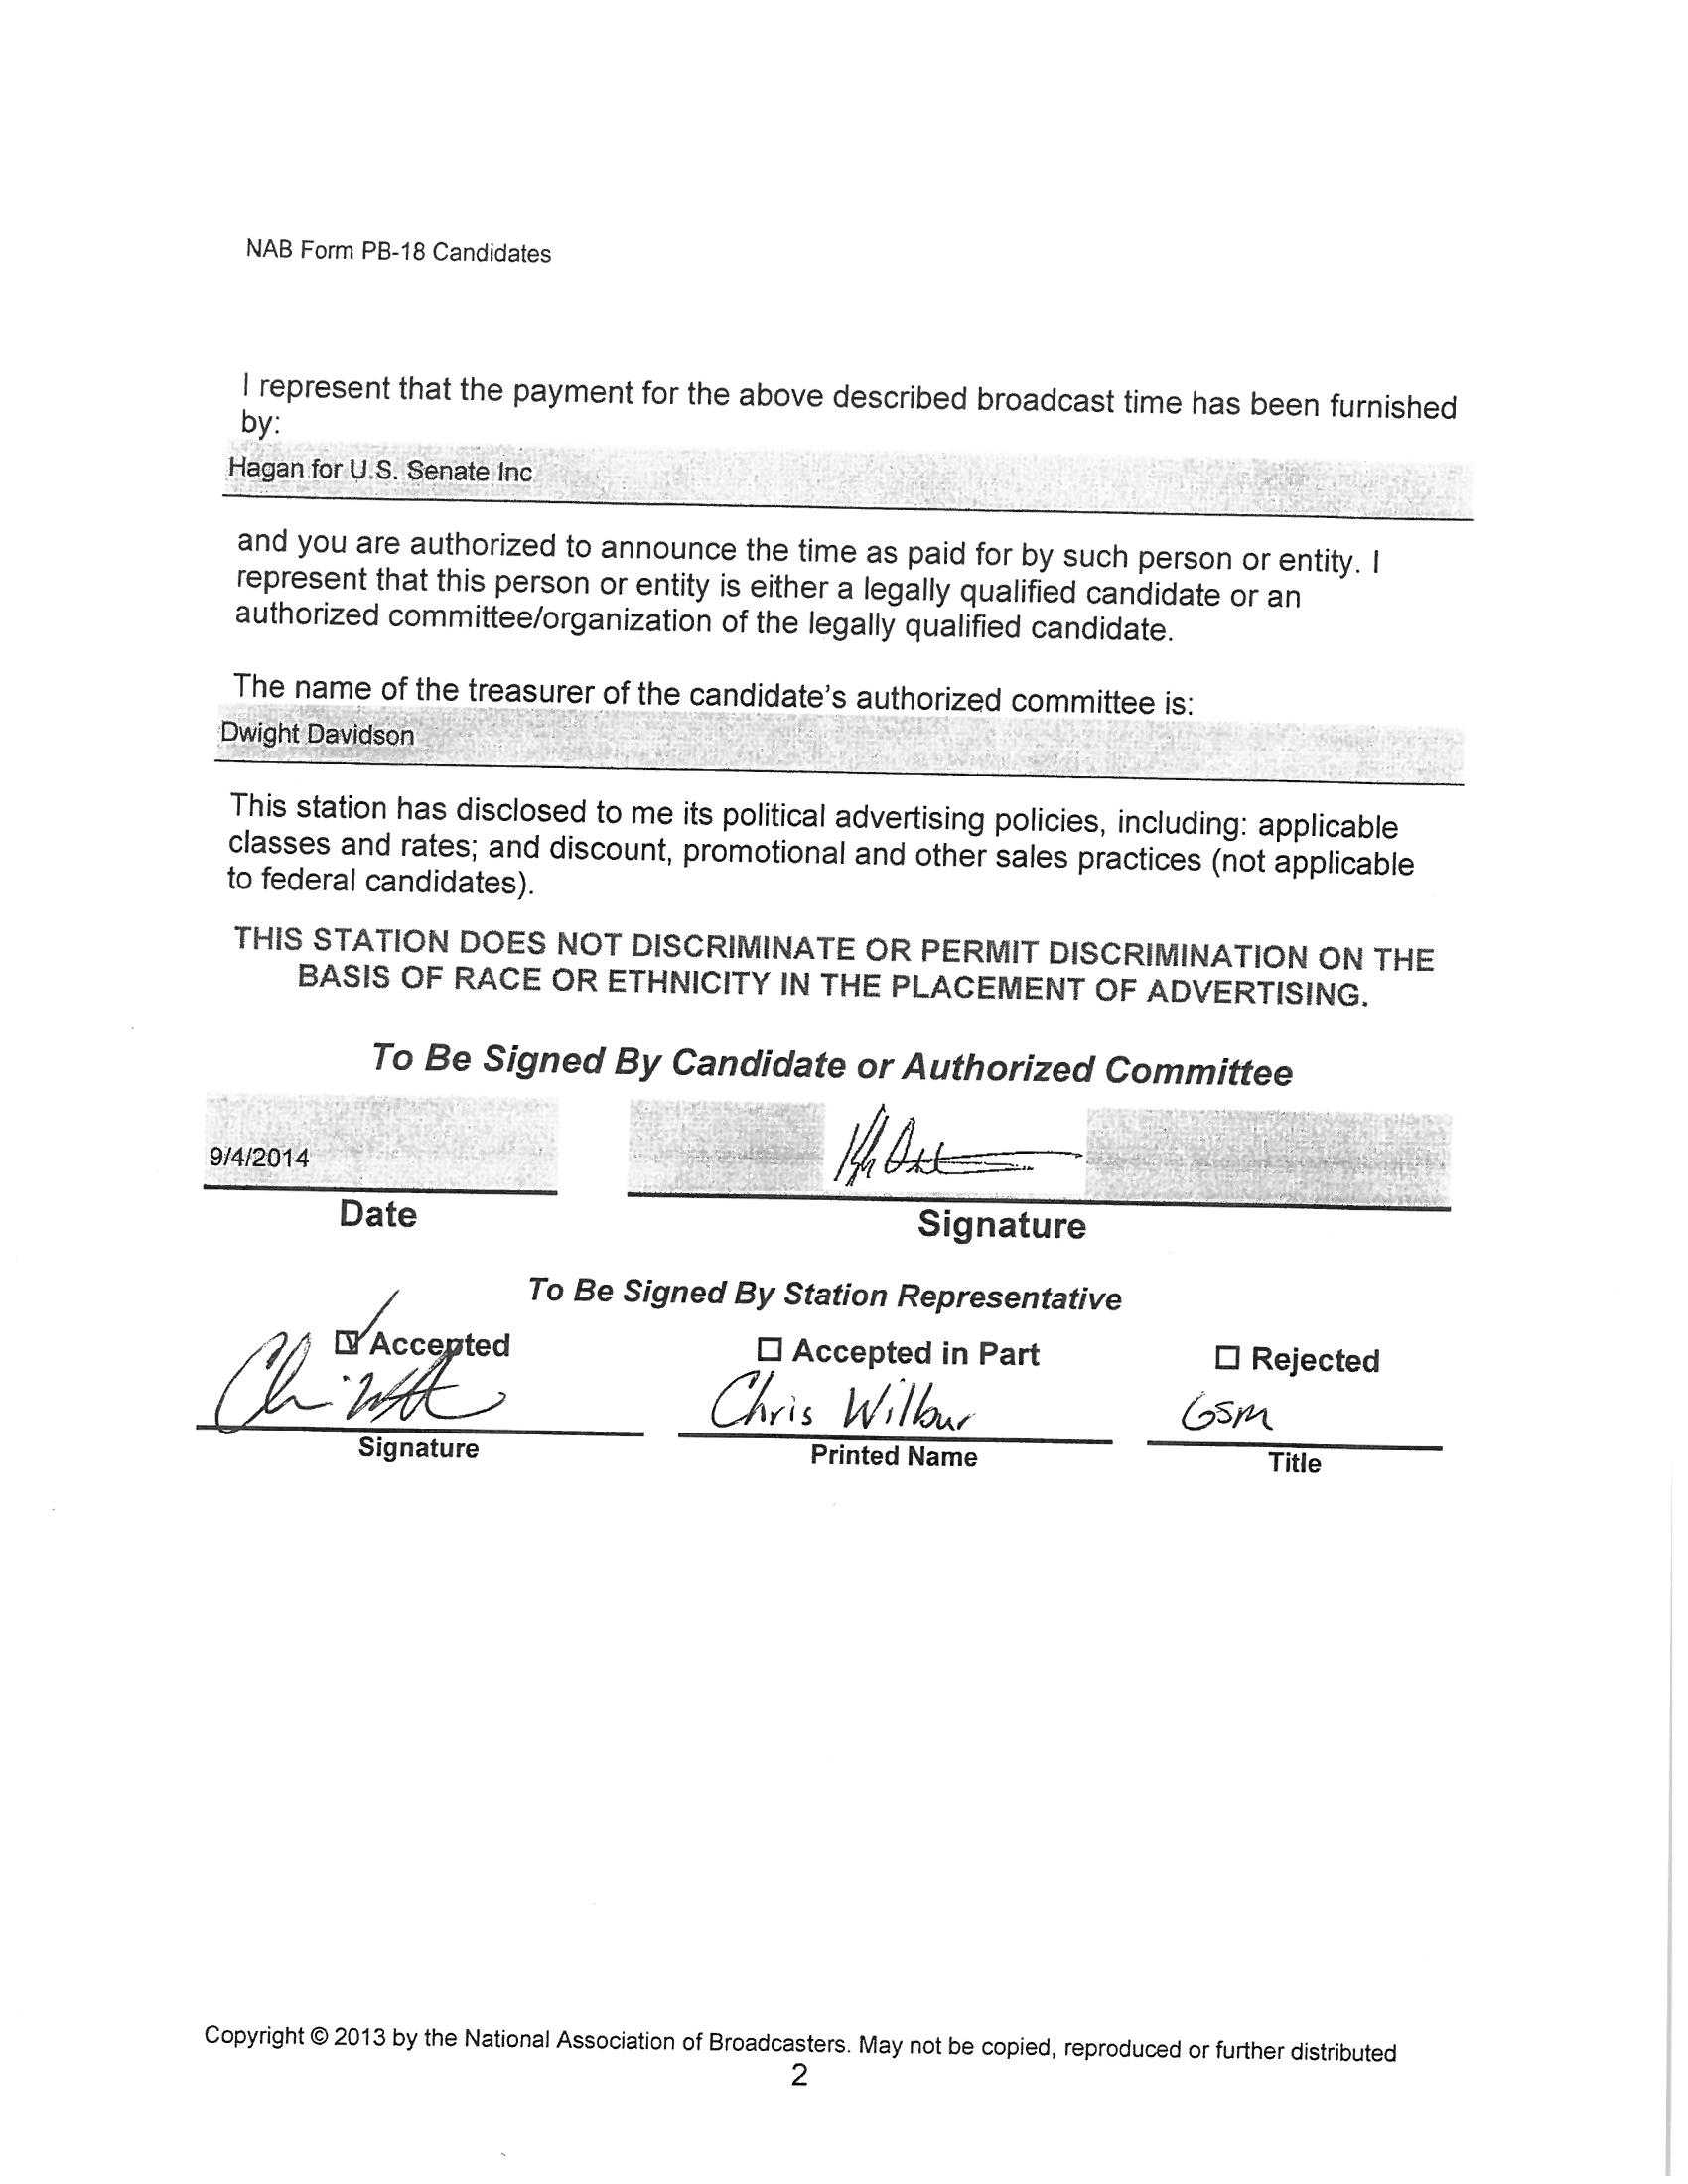 NAB Form PB-18 Candidates
I represent that the payment for the above described broadcast time has been furnished
by:
Hagan for U.S. Senate Inc
and you are authorized to announce the time as paid for by such person or entity. I
represent that this person or entity is either a legally qualified candidate or an
authorized committee/organization of the legally qualified candidate.
The name of the treasurer of the candidate's authorized committee is:
Dwight Davidson
This station has disclosed to me its political advertising policies, including: applicable
classes and rates; and discount, promotional and other sales practices (not applicable
to federal candidates).
THIS STATION DOES NOT DISCRIMINATE OR PERMIT DISCRIMINATION ON THE
BASIS OF RACE OR ETHNICITY IN THE PLACEMENT OF ADVERTISING.
To Be Signed By Candidate or Authorized Committee
9/4/2014
Date Signature
To Be Signed By Station Representative
Accepted Accepted in Part Rejected
Chris Wilbur GSM
Signature Printed Name Title
Copyright © 2013 by the National Association of Broadcasters. May not be copied, reproduced or further distributed
2